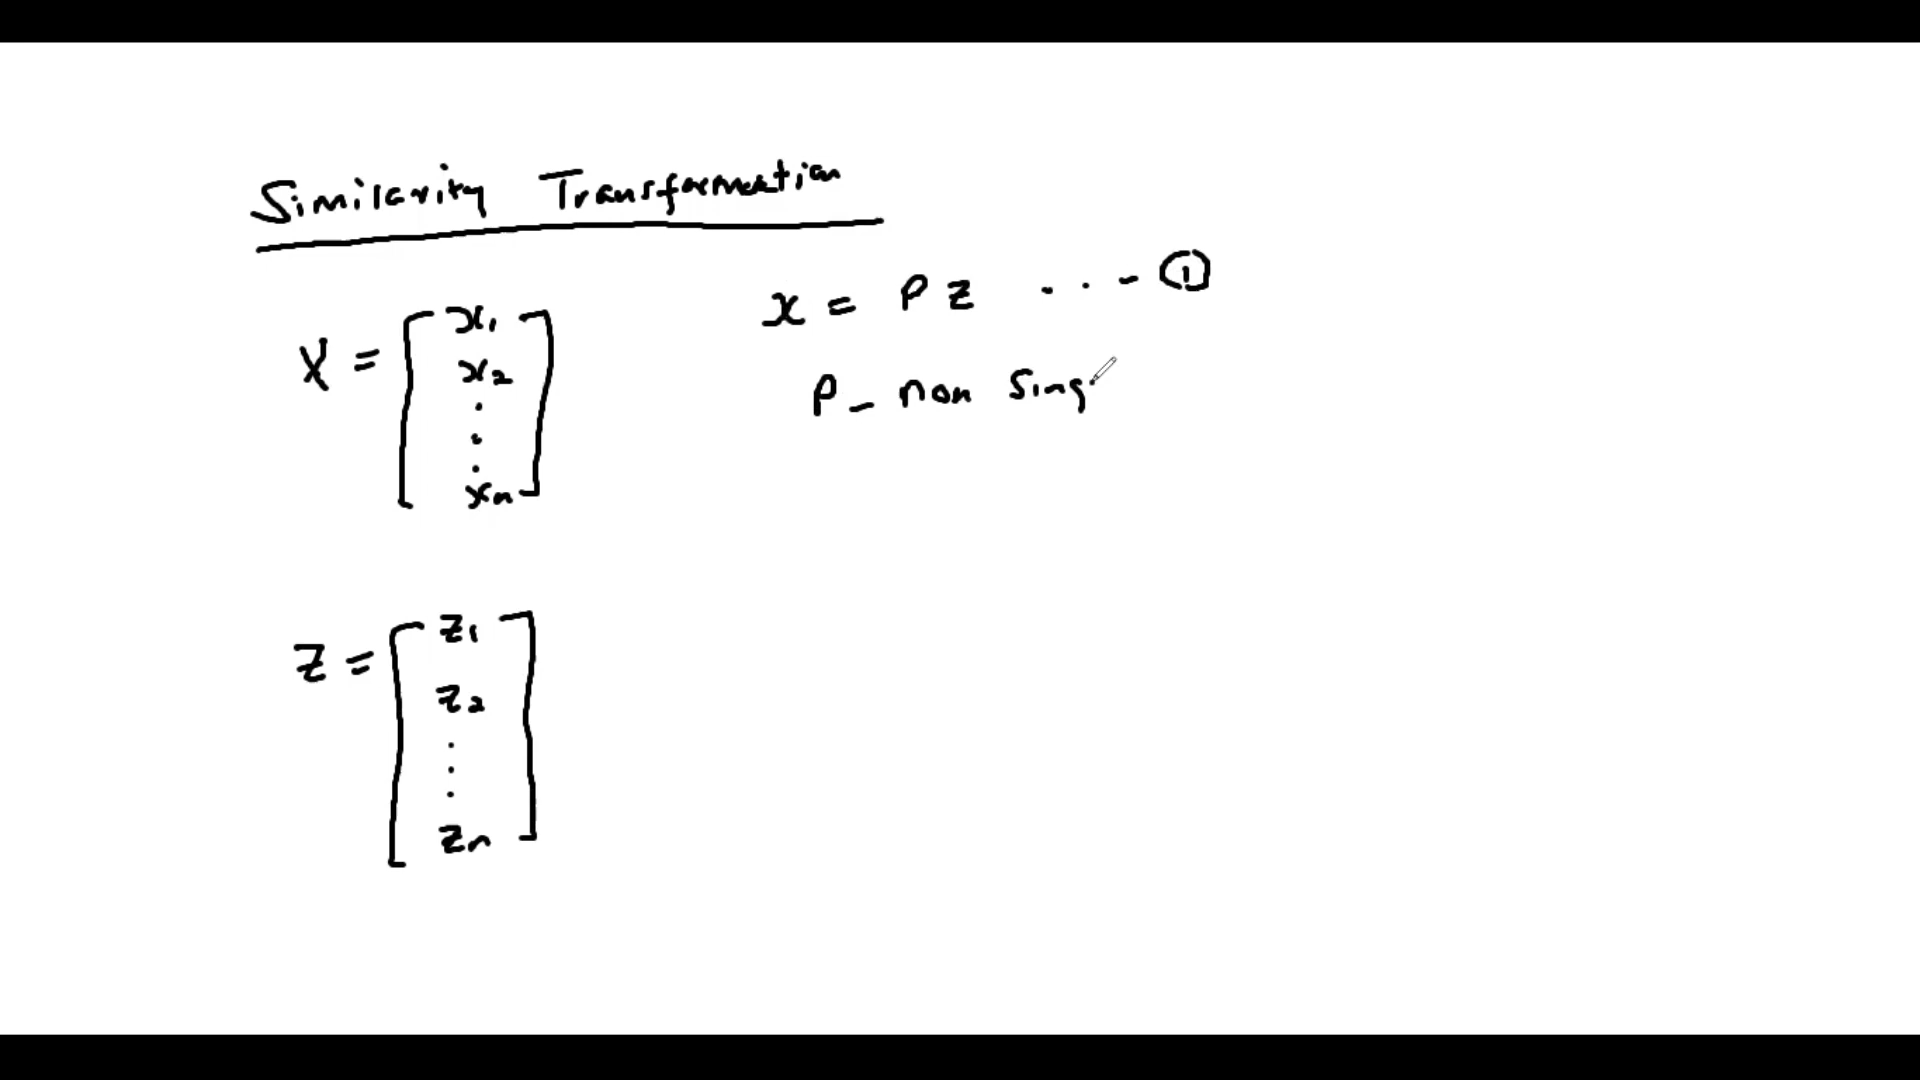 Similarity Transformation
x = P z . . . - ①
P - non sing
X = [ x₁
x₂
.
.
.
xₙ ]
Z = [ z₁
z₂
.
.
.
zₙ ]